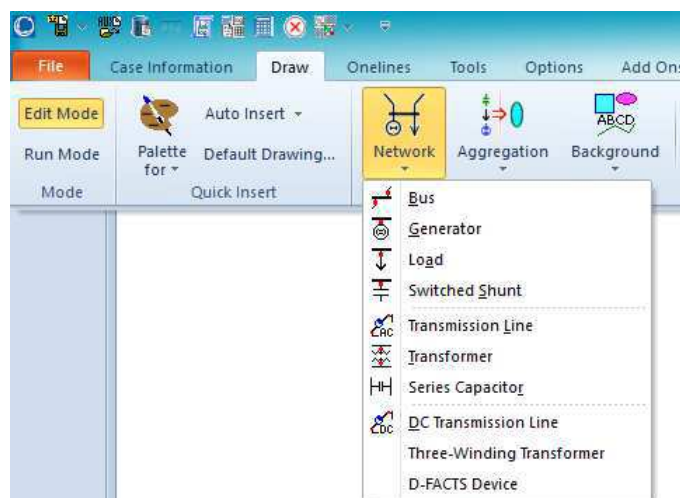 File Case Information Draw Onelines Tools Options Add Ons
Edit Mode
Run Mode
Mode
Palette
for
Auto Insert
Default Drawing...
Quick Insert
Network
Aggregation
ABCD
Background
Bus
Generator
Load
Switched Shunt
AC
Transmission Line
Transformer
Series Capacitor
DC
DC Transmission Line
Three-Winding Transformer
D-FACTS Device